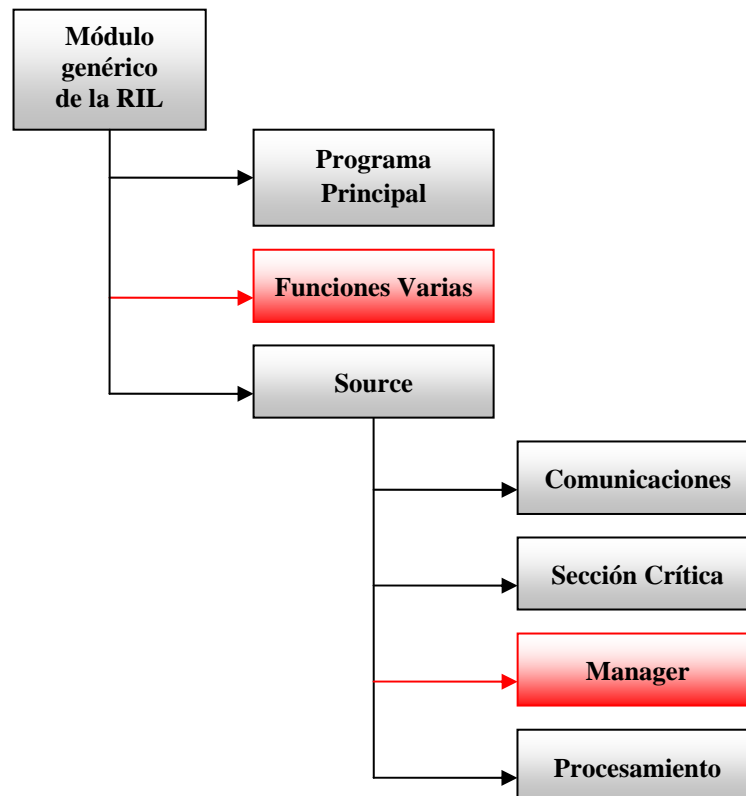 Módulo
genérico
de la RIL
Programa
Principal
Funciones Varias
Source
Comunicaciones
Sección Crítica
Manager
Procesamiento